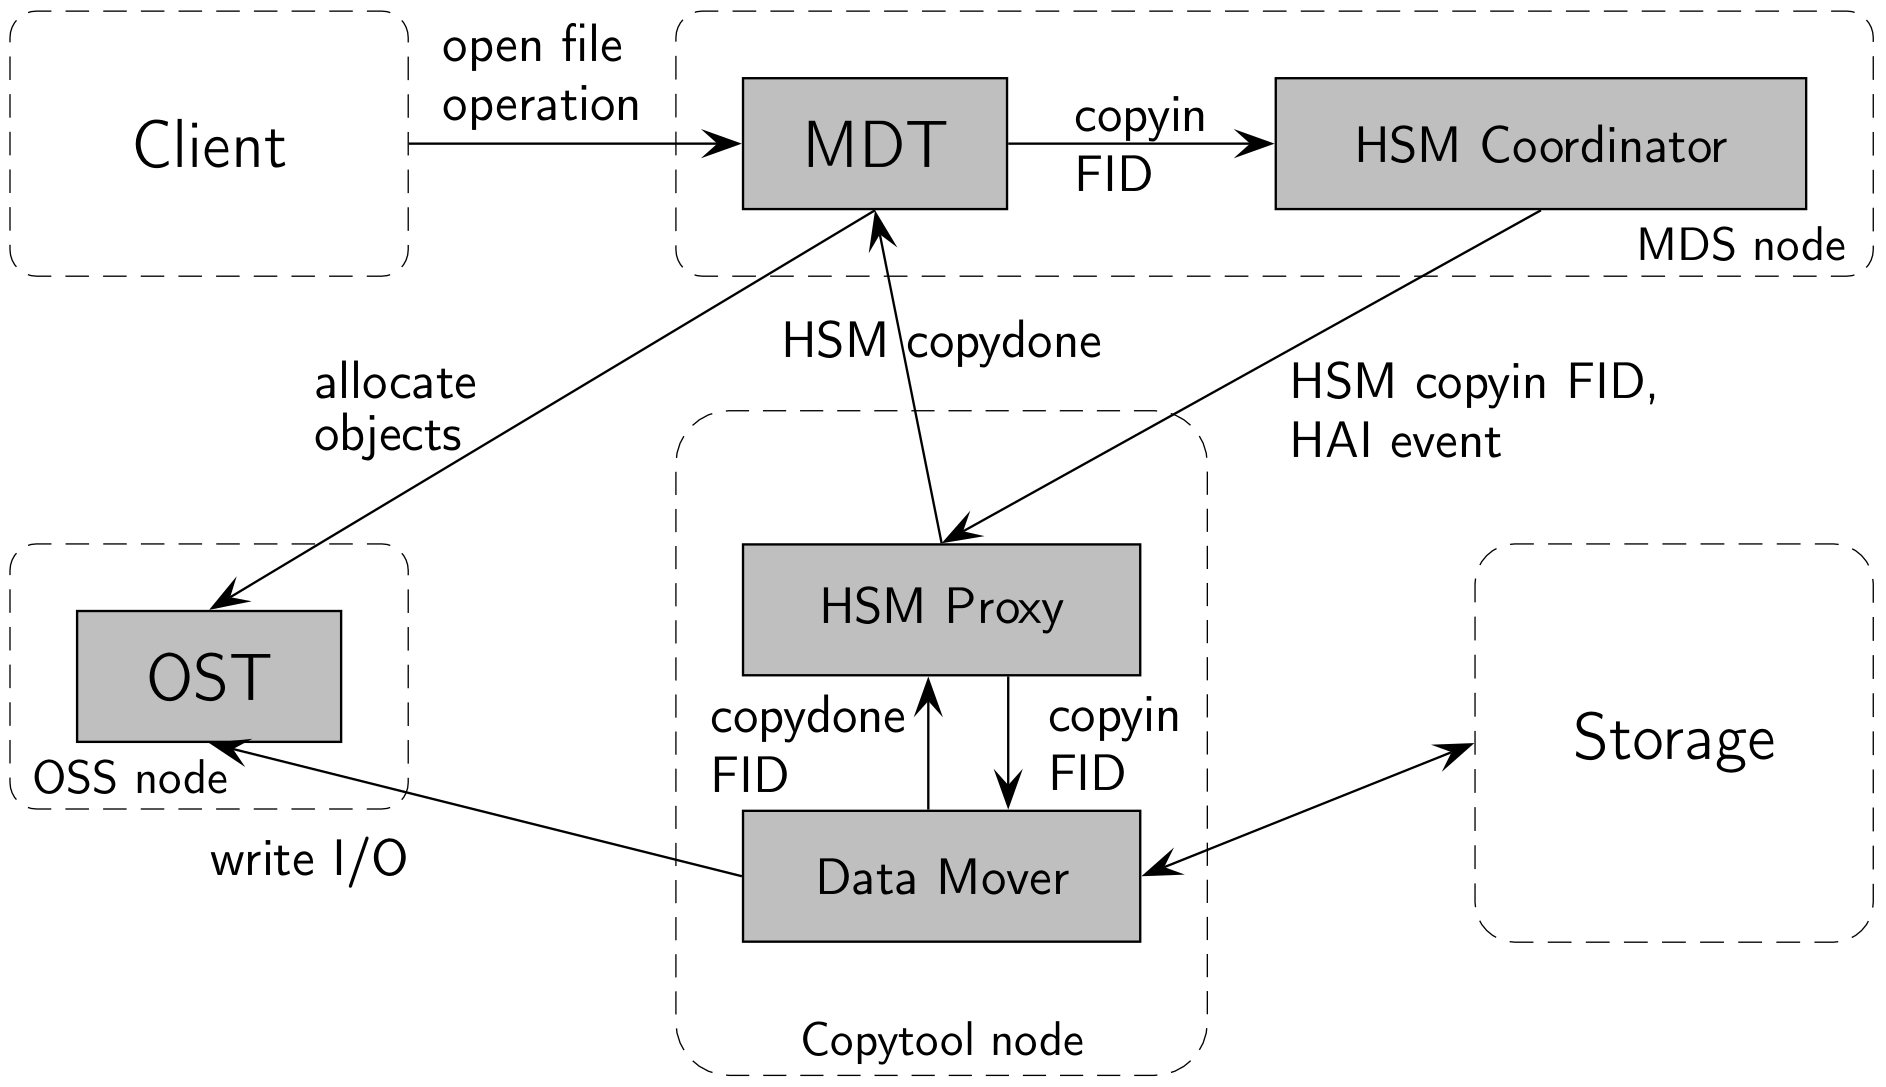 open file
operation
Client
MDT
copyin
FID
HSM Coordinator
MDS node
HSM copydone
allocate
objects
HSM copyin FID,
HAI event
HSM Proxy
OST
OSS node
copydone
FID
copyin
FID
Storage
write I/O
Data Mover
Copytool node